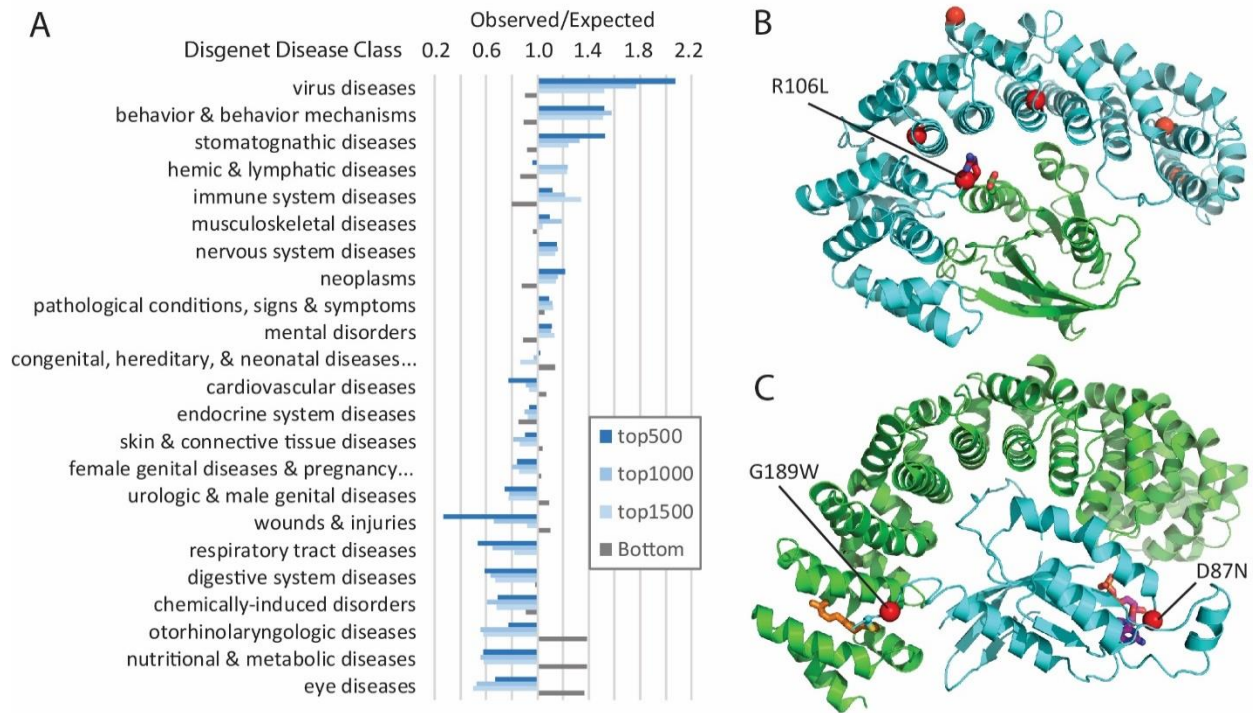 A
Observed/Expected
Disgenet Disease Class
0.2 0.6 1.0 1.4 1.8 2.2
virus diseases
behavior & behavior mechanisms
stomatognathic diseases
hemic & lymphatic diseases
immune system diseases
musculoskeletal diseases
nervous system diseases
neoplasms
pathological conditions, signs & symptoms
mental disorders
congenital, hereditary, & neonatal diseases...
cardiovascular diseases
endocrine system diseases
skin & connective tissue diseases
female genital diseases & pregnancy...
urologic & male genital diseases
wounds & injuries
respiratory tract diseases
digestive system diseases
chemically-induced disorders
otorhinolaryngologic diseases
nutritional & metabolic diseases
eye diseases
top500
top1000
top1500
Bottom
B
R106L
C
G189W
D87N